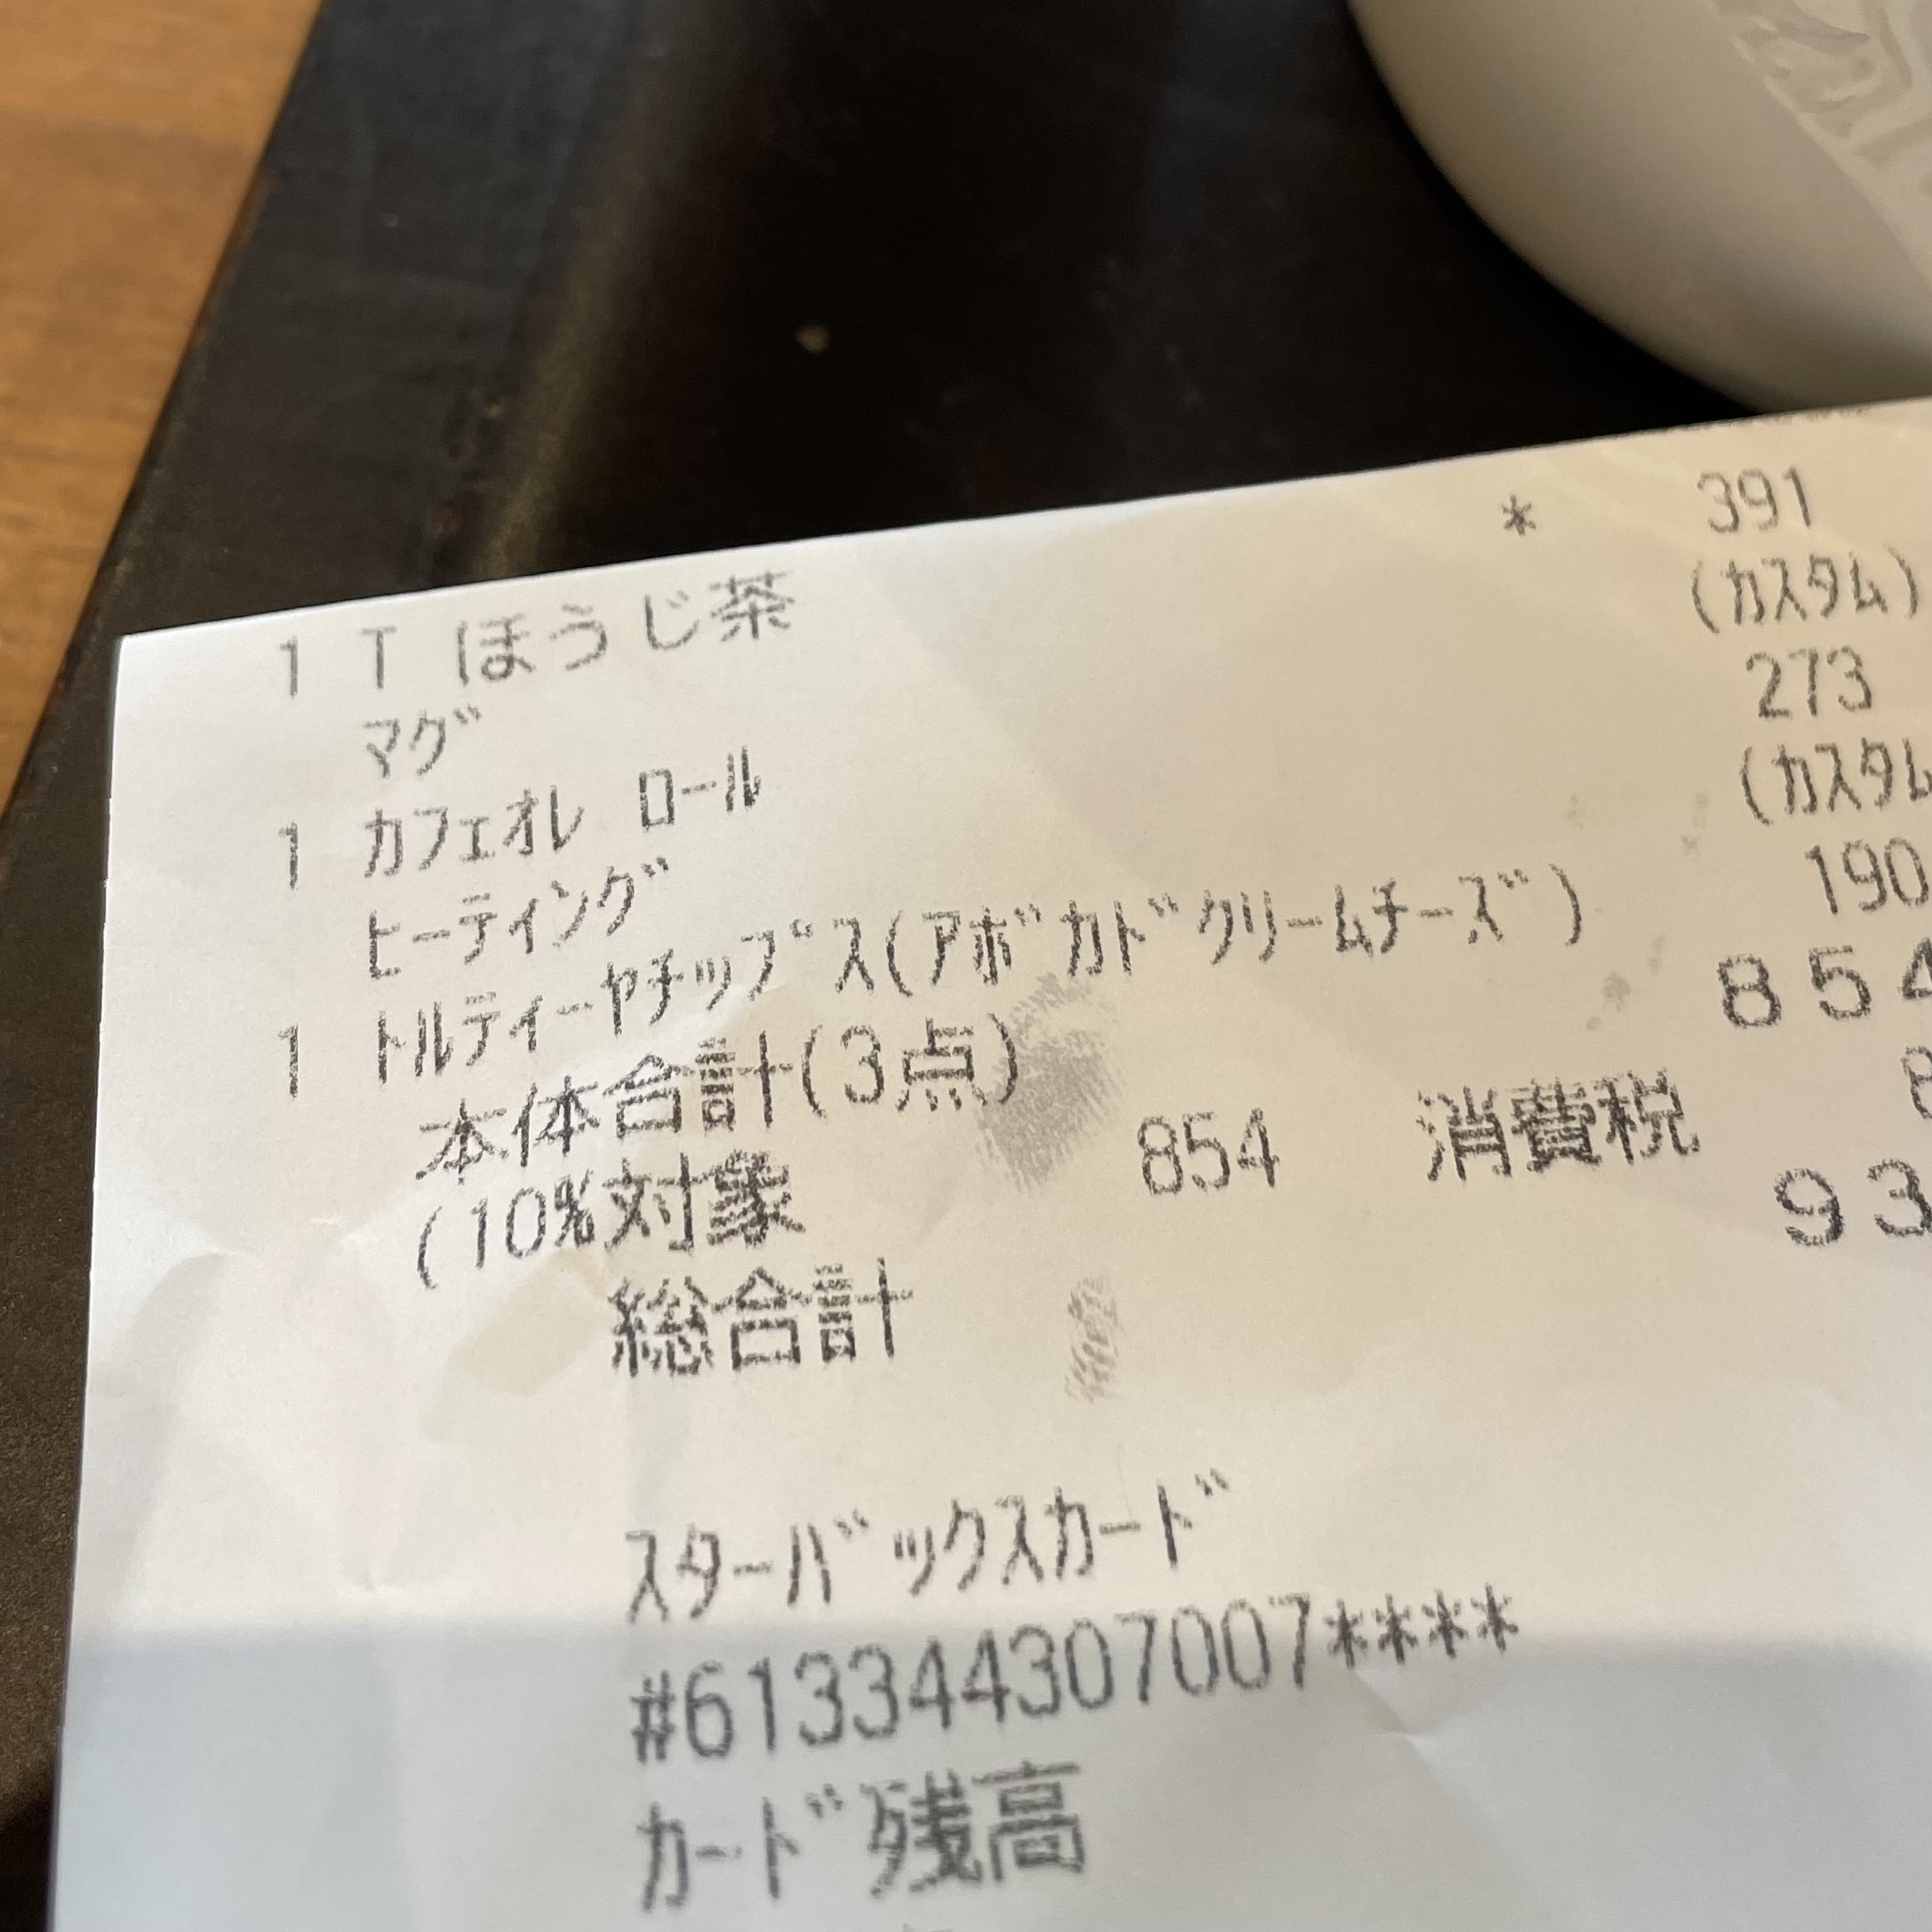 1 T ほうじ茶 * 391
マグ (カスタム)
1 カフェオレ ロール 273
ヒーティング (カスタム
1 トルティーヤチップス(アボカドクリームチーズ) 190
本体合計(3点) 854
(10%対象 854 消費税
総合計 93
スターバックスカード
#613344307007****
カード残高